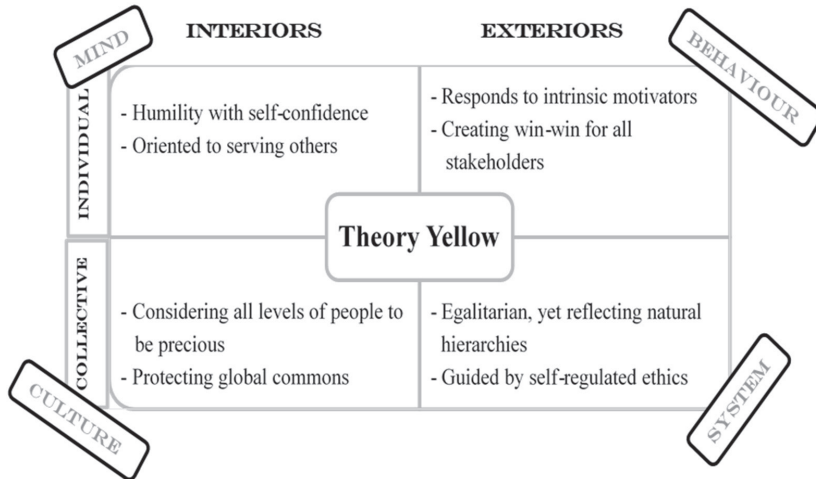 MIND
INTERIORS
EXTERIORS
BEHAVIOUR
INDIVIDUAL
- Humility with self-confidence
- Oriented to serving others
- Responds to intrinsic motivators
- Creating win-win for all
stakeholders
Theory Yellow
COLLECTIVE
- Considering all levels of people to
be precious
- Protecting global commons
- Egalitarian, yet reflecting natural
hierarchies
- Guided by self-regulated ethics
CULTURE
SYSTEM